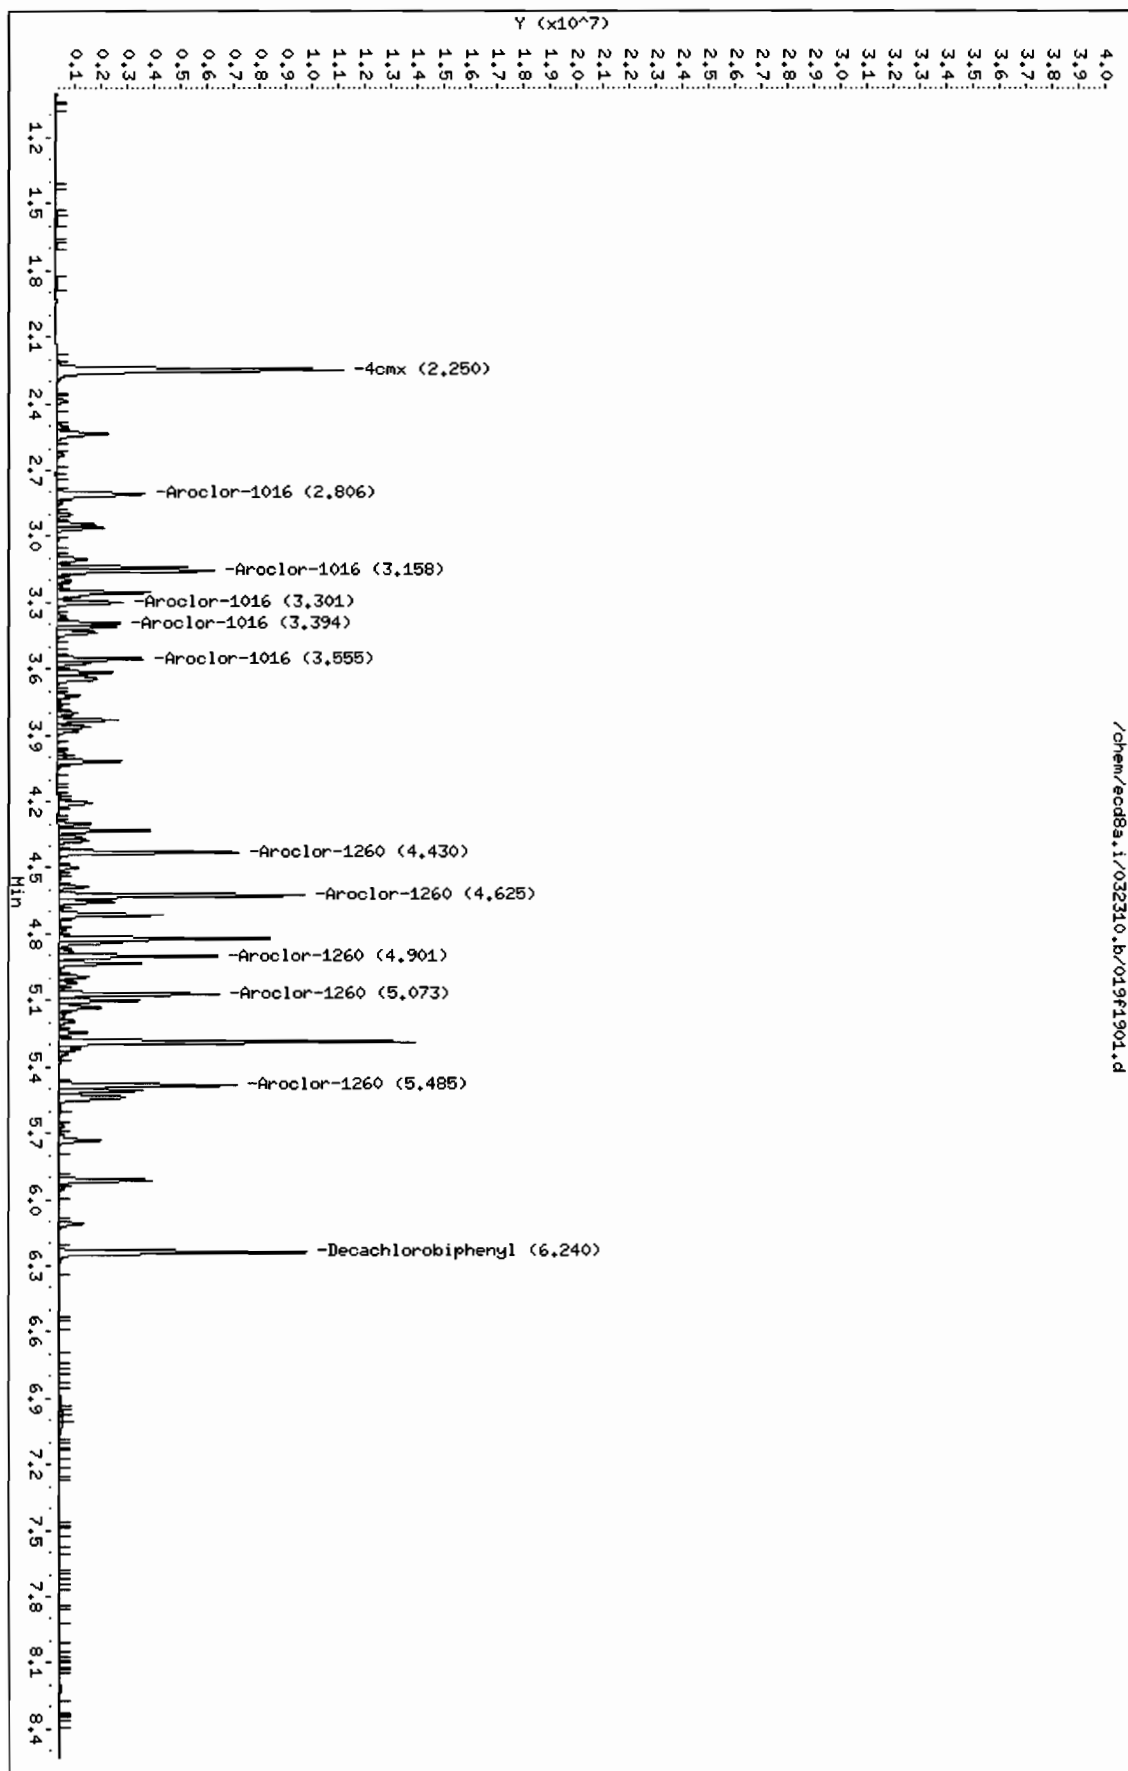 /chem/ecd8a.i/032310.b/019f1901.d
Y (x10^7)
4.0
3.9
3.8
3.7
3.6
3.5
3.4
3.3
3.2
3.1
3.0
2.9
2.8
2.7
2.6
2.5
2.4
2.3
2.2
2.1
2.0
1.9
1.8
1.7
1.6
1.5
1.4
1.3
1.2
1.1
1.0
0.9
0.8
0.7
0.6
0.5
0.4
0.3
0.2
0.1
-4cmx (2.250)
-Aroclor-1016 (2.806)
-Aroclor-1016 (3.158)
-Aroclor-1016 (3.301)
-Aroclor-1016 (3.394)
-Aroclor-1016 (3.555)
-Aroclor-1260 (4.430)
-Aroclor-1260 (4.625)
-Aroclor-1260 (4.901)
-Aroclor-1260 (5.073)
-Aroclor-1260 (5.485)
-Decachlorobiphenyl (6.240)
1.2 1.5 1.8 2.1 2.4 2.7 3.0 3.3 3.6 3.9 4.2 4.5 4.8 5.1 5.4 5.7 6.0 6.3 6.6 6.9 7.2 7.5 7.8 8.1 8.4
Min